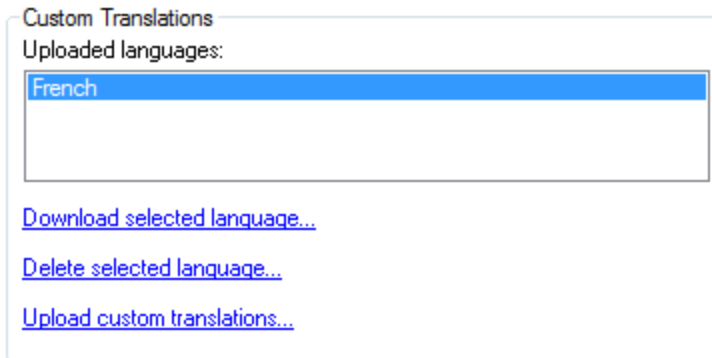 Custom Translations
Uploaded languages:
French
Download selected language...
Delete selected language...
Upload custom translations...